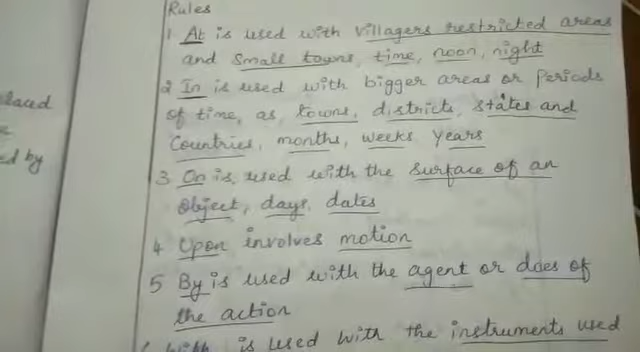 laced
ed by
Rules
1 At is used with villagers restricted areas
and small towns, time, noon, night
2 In is used with bigger areas or periods
of time, as, towns, districts, states and
Countries, months, weeks years
3 On is used with the surface of an
object, days, dates
4 Upon involves motion
5 By is used with the agent or does of
the action
with is used with the instruments used